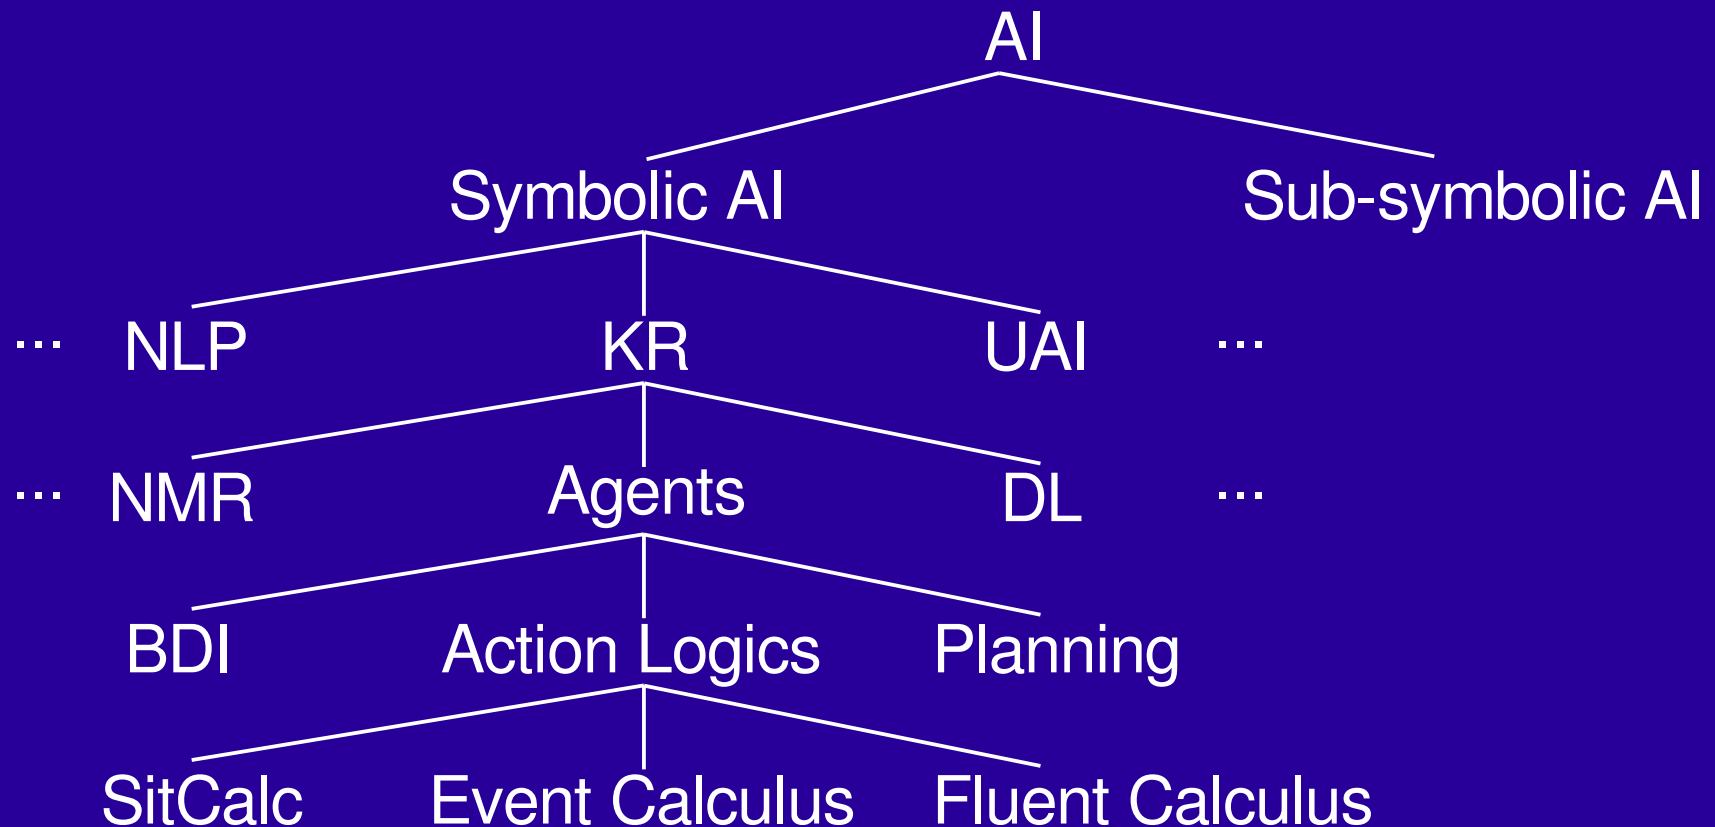 AI
Symbolic AI Sub-symbolic AI
... NLP KR UAI ...
... NMR Agents DL ...
BDI Action Logics Planning
SitCalc Event Calculus Fluent Calculus